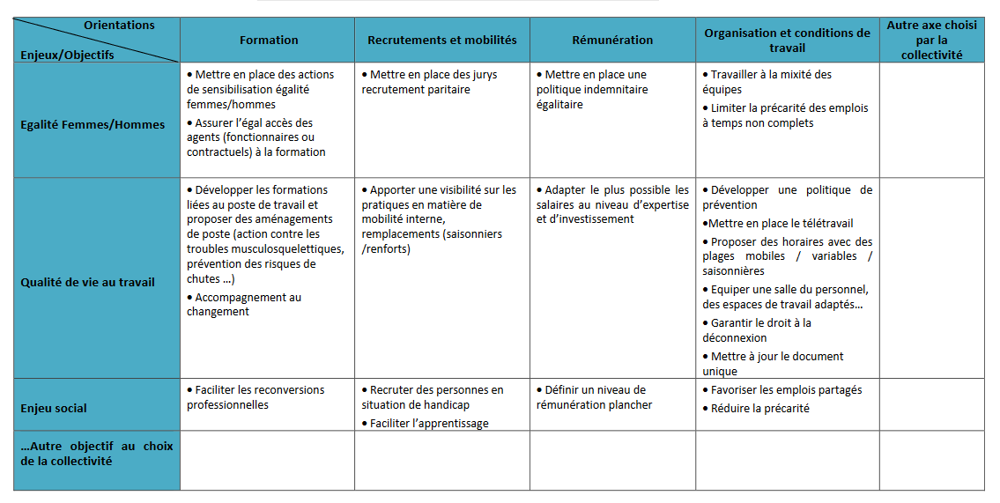 Orientations
Enjeux/Objectifs
Formation
Recrutements et mobilités
Rémunération
Organisation et conditions de
travail
Autre axe choisi
par la
collectivité
Egalité Femmes/Hommes
• Mettre en place des actions
de sensibilisation égalité
femmes/hommes
• Assurer l’égal accès des
agents (fonctionnaires ou
contractuels) à la formation
• Mettre en place des jurys
recrutement paritaire
• Mettre en place une
politique indemnitaire
égalitaire
• Travailler à la mixité des
équipes
• Limiter la précarité des emplois
à temps non complets
Qualité de vie au travail
• Développer les formations
liées au poste de travail et
proposer des aménagements
de poste (action contre les
troubles musculosquelettiques,
prévention des risques de
chutes …)
• Accompagnement au
changement
• Apporter une visibilité sur les
pratiques en matière de
mobilité interne,
remplacements (saisonniers
/renforts)
• Adapter le plus possible les
salaires au niveau d’expertise
et d’investissement
• Développer une politique de
prévention
•Mettre en place le télétravail
• Proposer des horaires avec des
plages mobiles / variables /
saisonnières
• Equiper une salle du personnel,
des espaces de travail adaptés…
• Garantir le droit à la
déconnexion
• Mettre à jour le document
unique
Enjeu social
• Faciliter les reconversions
professionnelles
• Recruter des personnes en
situation de handicap
• Faciliter l’apprentissage
• Définir un niveau de
rémunération plancher
• Favoriser les emplois partagés
• Réduire la précarité
…Autre objectif au choix
de la collectivité